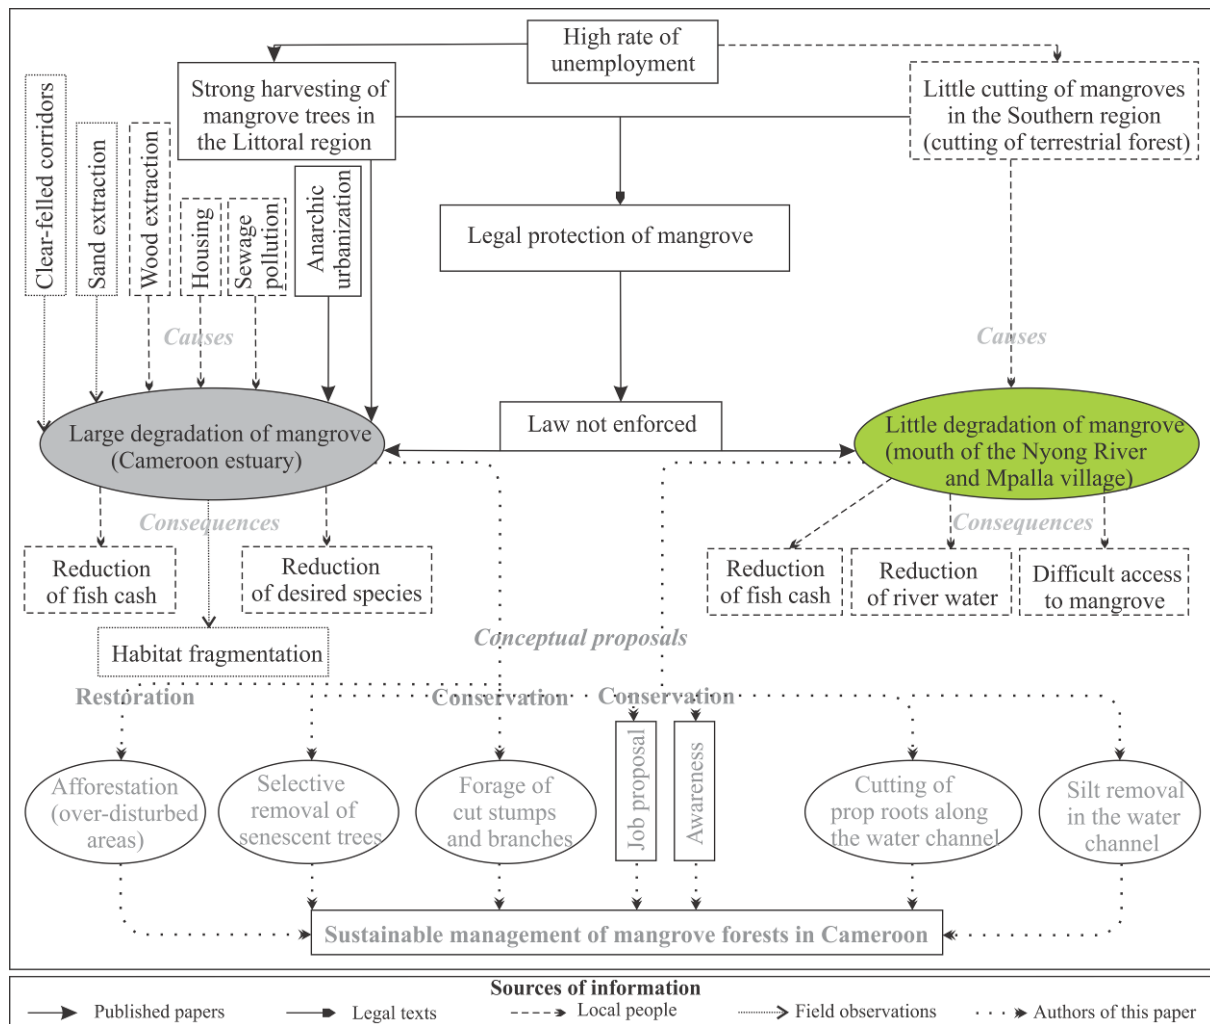 High rate of
unemployment
Strong harvesting of
mangrove trees in
the Littoral region
Little cutting of mangroves
in the Southern region
(cutting of terrestrial forest)
Clear-felled corridors
Sand extraction
Wood extraction
Housing
Sewage
pollution
Anarchic
urbanization
Legal protection of mangrove
Causes
Causes
Law not enforced
Large degradation of mangrove
(Cameroon estuary)
Little degradation of mangrove
(mouth of the Nyong River
and Mpalla village)
Consequences
Consequences
Reduction
of fish cash
Reduction
of desired species
Habitat fragmentation
Reduction
of fish cash
Reduction
of river water
Difficult access
to mangrove
Conceptual proposals
Restoration
Conservation
Conservation
Afforestation
(over-disturbed
areas)
Selective
removal of
senescent trees
Forage of
cut stumps
and branches
Job proposal
Awareness
Cutting of
prop roots along
the water channel
Silt removal
in the water
channel
Sustainable management of mangrove forests in Cameroon
Sources of information
Published papers
Legal texts
Local people
Field observations
Authors of this paper